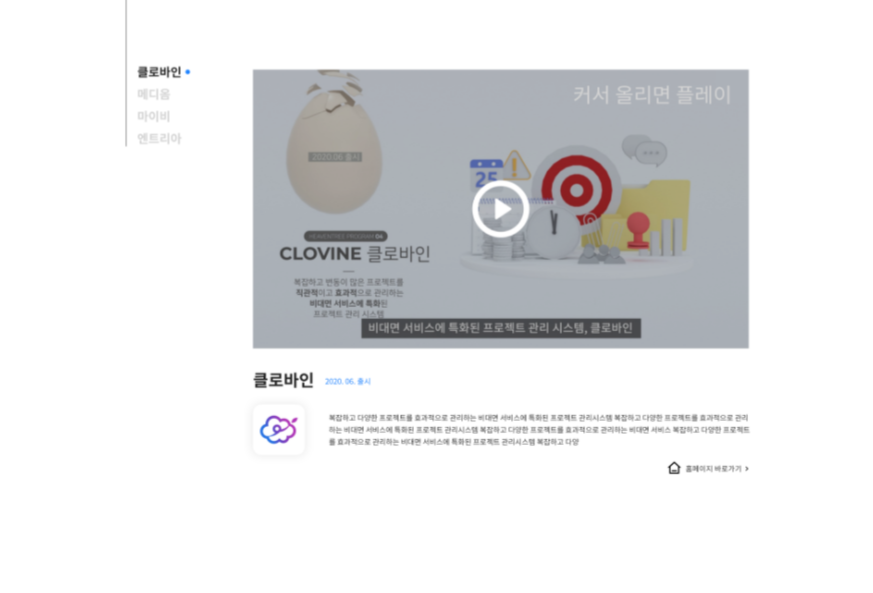 클로바인
메디움
마이비
앤트리아
커서 올리면 플레이
2020.06 출시
25
CLOVINE 클로바인
복잡하고 변동이 많은 프로젝트를
직관적이고 효과적으로 관리하는
비대면 서비스에 특화된
프로젝트 관리 시스템
비대면 서비스에 특화된 프로젝트 관리 시스템, 클로바인
클로바인 2020. 06. 출시
복잡하고 다양한 프로젝트를 효과적으로 관리하는 비대면 서비스에 특화된 프로젝트 관리시스템 복잡하고 다양한 프로젝트를 효과적으로 관리
하는 비대면 서비스에 특화된 프로젝트 관리시스템 복잡하고 다양한 프로젝트를 효과적으로 관리하는 비대면 서비스 복잡하고 다양한 프로젝트
를 효과적으로 관리하는 비대면 서비스에 특화된 프로젝트 관리시스템 복잡하고 다양
홈페이지 바로가기 >